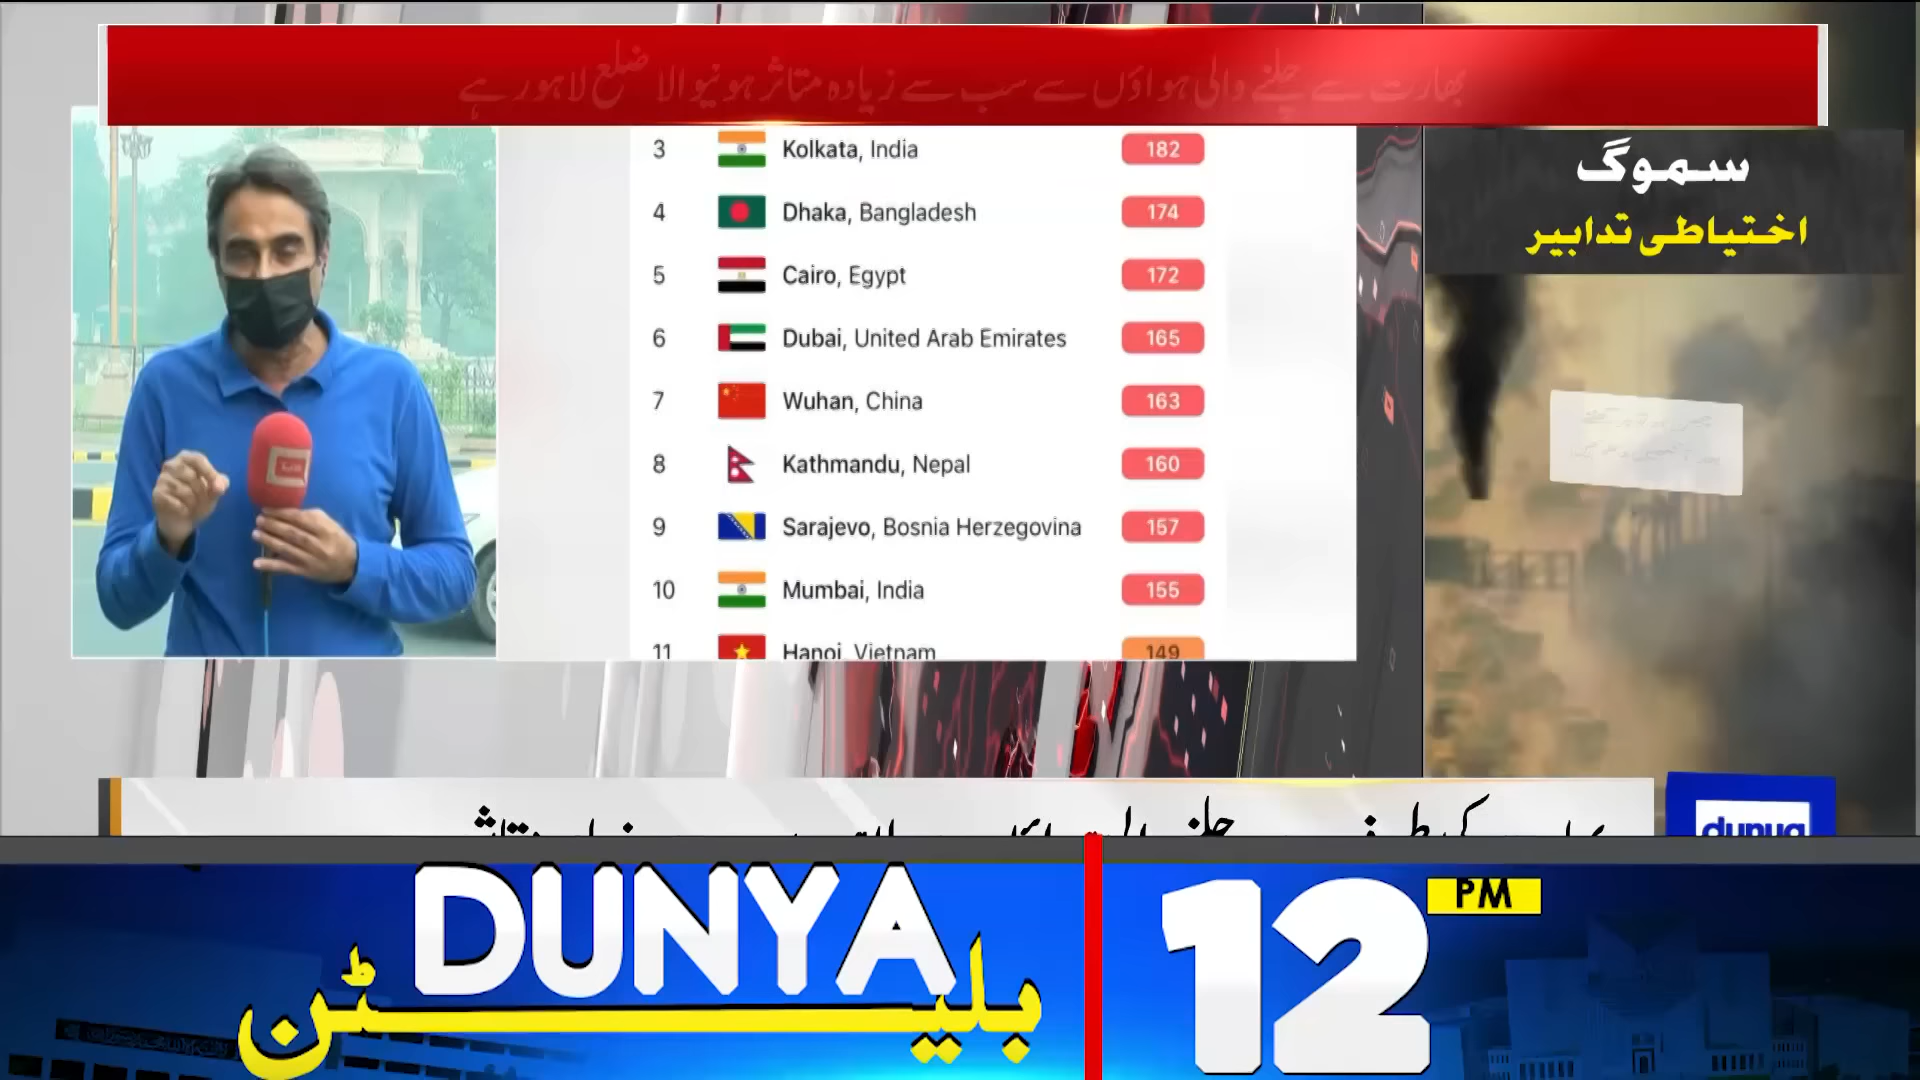 بھارت سے چلنے والی ہواؤں سے سب سے زیادہ متاثر ہونیوالا ضلع لاہور ہے
3 Kolkata, India 182
4 Dhaka, Bangladesh 174
5 Cairo, Egypt 172
6 Dubai, United Arab Emirates 165
7 Wuhan, China 163
8 Kathmandu, Nepal 160
9 Sarajevo, Bosnia Herzegovina 157
10 Mumbai, India 155
11 Hanoi, Vietnam 149
سموگ
اختیاطی تدابیر
dunya
DUNYA
بلیٹن
12 PM